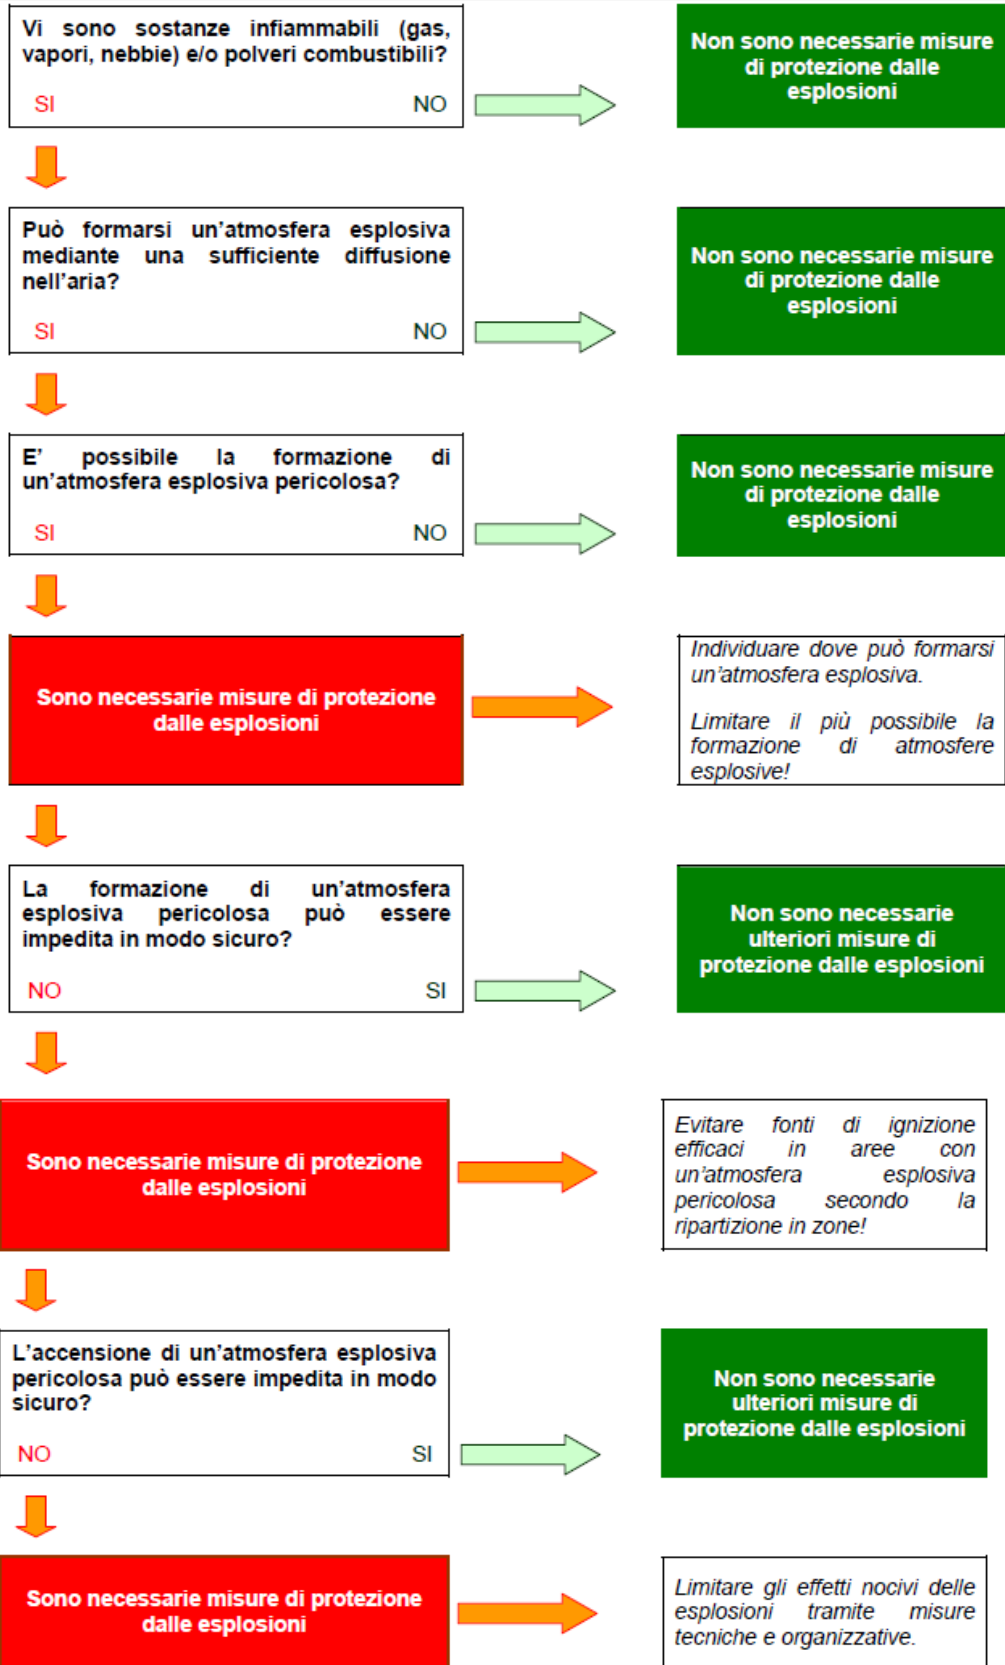 Vi sono sostanze infiammabili (gas,
vapori, nebbie) e/o polveri combustibili?
SI NO
Non sono necessarie misure
di protezione dalle
esplosioni
Può formarsi un'atmosfera esplosiva
mediante una sufficiente diffusione
nell'aria?
SI NO
Non sono necessarie misure
di protezione dalle
esplosioni
E' possibile la formazione di
un'atmosfera esplosiva pericolosa?
SI NO
Non sono necessarie misure
di protezione dalle
esplosioni
Sono necessarie misure di protezione
dalle esplosioni
Individuare dove può formarsi
un'atmosfera esplosiva.
Limitare il più possibile la
formazione di atmosfere
esplosive!
La formazione di un'atmosfera
esplosiva pericolosa può essere
impedita in modo sicuro?
NO SI
Non sono necessarie
ulteriori misure di
protezione dalle esplosioni
Sono necessarie misure di protezione
dalle esplosioni
Evitare fonti di ignizione
efficaci in aree con
un'atmosfera esplosiva
pericolosa secondo la
ripartizione in zone!
L'accensione di un'atmosfera esplosiva
pericolosa può essere impedita in modo
sicuro?
NO SI
Non sono necessarie
ulteriori misure di
protezione dalle esplosioni
Sono necessarie misure di protezione
dalle esplosioni
Limitare gli effetti nocivi delle
esplosioni tramite misure
tecniche e organizzative.